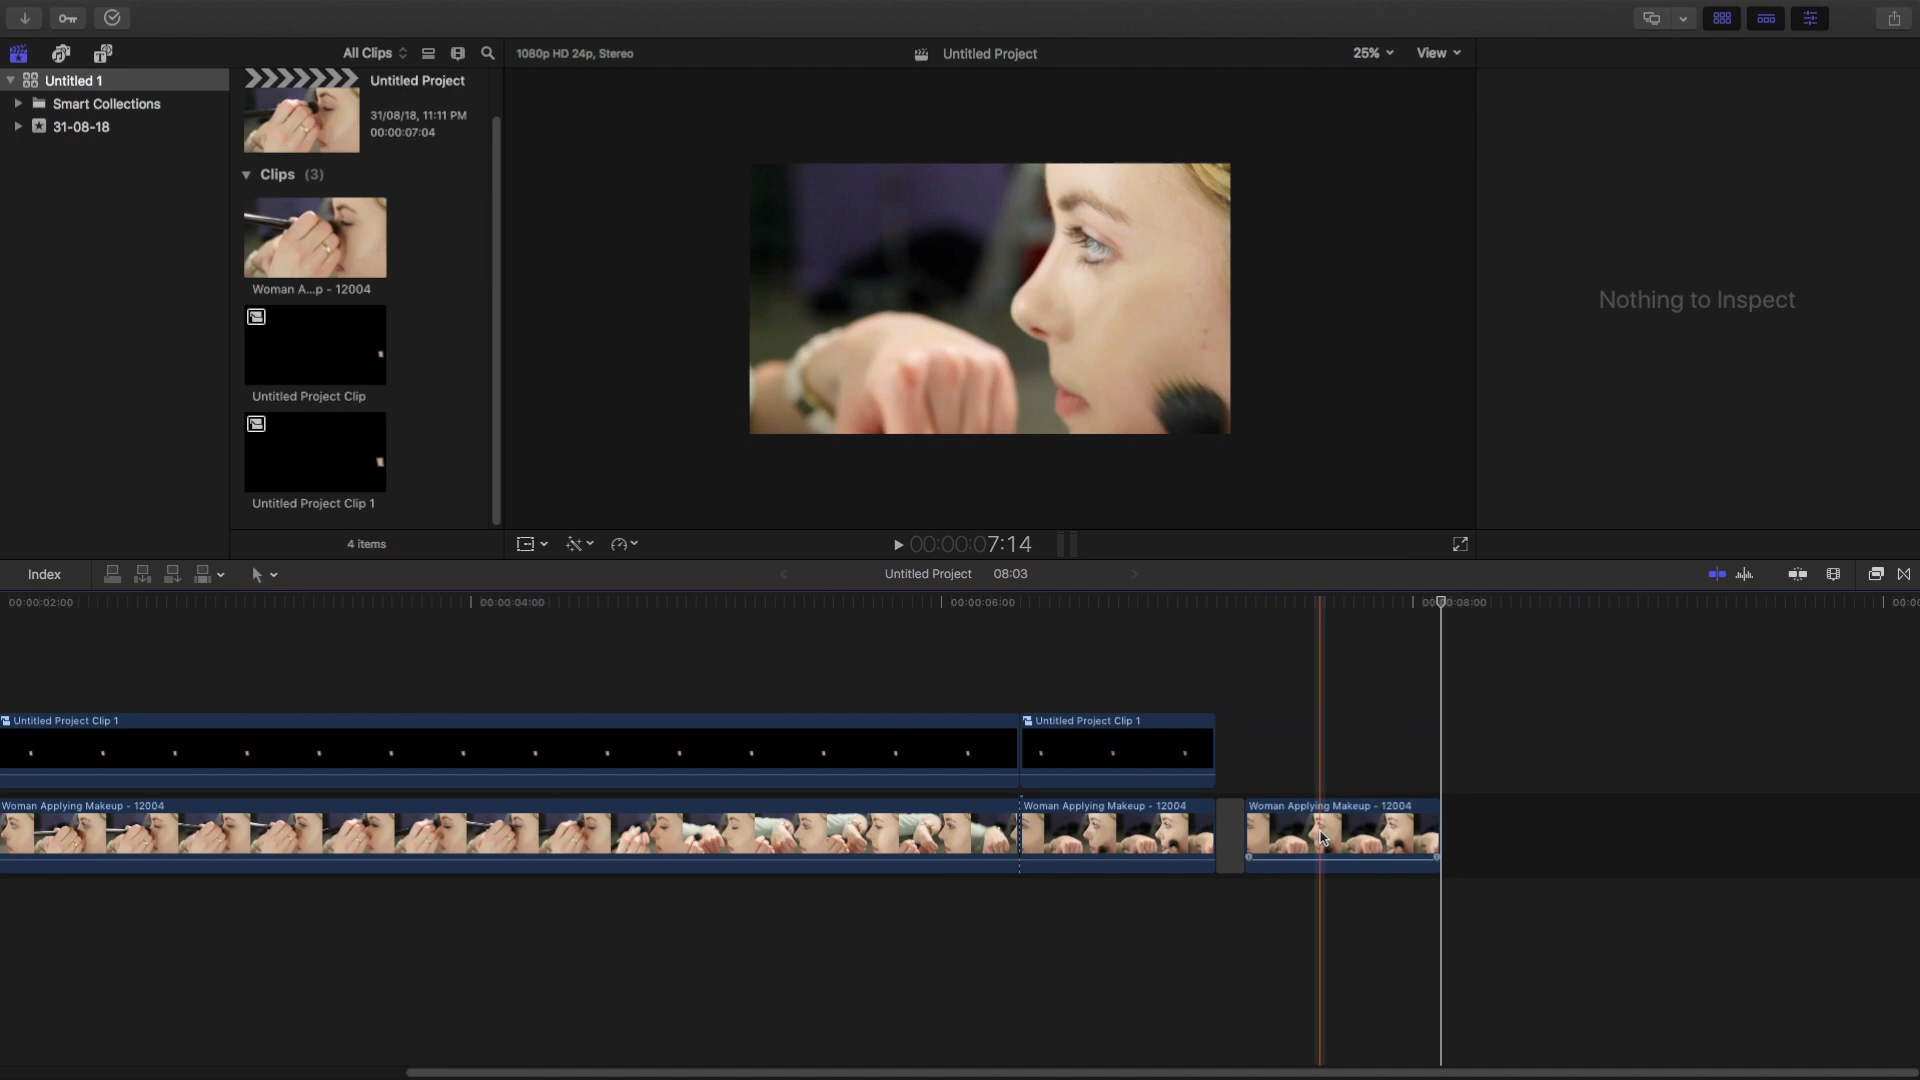 All Clips
1080p HD 24p, Stereo
Untitled Project
25%
View
Untitled 1
Smart Collections
31-08-18
Untitled Project
31/08/18, 11:11 PM
00:00:07:04
Clips (3)
Woman A...p - 12004
Untitled Project Clip
Untitled Project Clip 1
4 items
Nothing to Inspect
00:00:07:14
Index
Untitled Project 08:03
00:00:02:00
00:00:04:00
00:00:06:00
00:00:08:00
00:0
Untitled Project Clip 1
Untitled Project Clip 1
Woman Applying Makeup - 12004
Woman Applying Makeup - 12004
Woman Applying Makeup - 12004